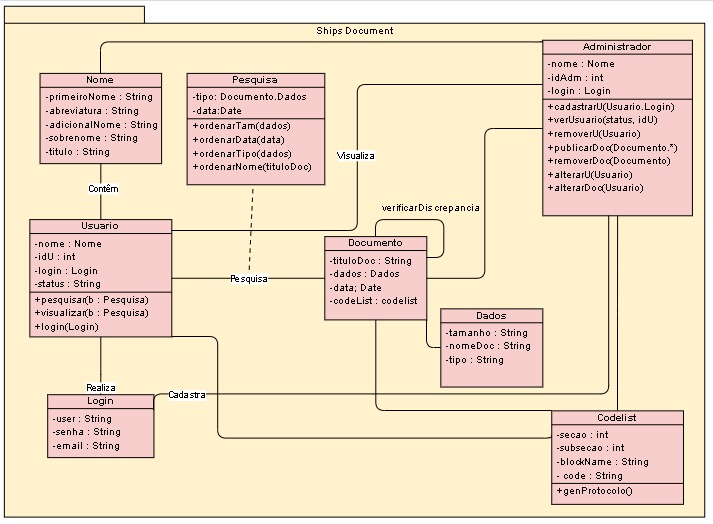 Ships Document
Administrador
-nome : Nome
-idAdm : int
-login : Login
+cadastrarU(Usuario.Login)
+verUsuario(status, idU)
+removerU(Usuario)
+publicarDoc(Documento.*)
+removerDoc(Documento)
+alterarU(Usuario)
+alterarDoc(Usuario)
Nome
-primeiroNome : String
-abreviatura : String
-adicionalNome : String
-sobrenome : String
-titulo : String
Pesquisa
-tipo: Documento.Dados
-data:Date
+ordenarTam(dados)
+ordenarData(data)
+ordenarTipo(dados)
+ordenarNome(tituloDoc)
Visualiza
Contêm
verificarDiscrepancia
Usuario
-nome : Nome
-idU : int
-login : Login
-status : String
+pesquisar(b : Pesquisa)
+visualizar(b : Pesquisa)
+login(Login)
Pesquisa
Documento
-tituloDoc : String
-dados : Dados
-data; Date
-codeList : codelist
Dados
-tamanho : String
-nomeDoc : String
-tipo : String
Realiza
Cadastra
Login
-user : String
-senha : String
-email : String
Codelist
-secao : int
-subsecao : int
-blockName : String
- code : String
+genProtocolo()